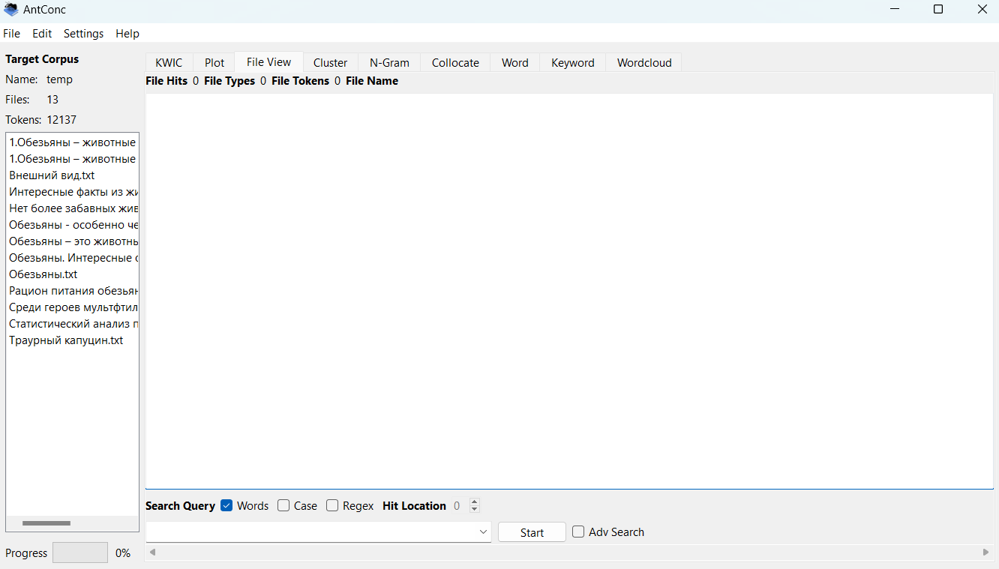 AntConc
File Edit Settings Help
Target Corpus
Name: temp
Files: 13
Tokens: 12137
1.Обезьяны – животные
1.Обезьяны – животные
Внешний вид.txt
Интересные факты из жи
Нет более забавных жив
Обезьяны - особенно че
Обезьяны – это животны
Обезьяны. Интересные ф
Обезьяны.txt
Рацион питания обезьян
Среди героев мультфтил
Статистический анализ п
Траурный капуцин.txt
Progress 0%
KWIC Plot File View Cluster N-Gram Collocate Word Keyword Wordcloud
File Hits 0 File Types 0 File Tokens 0 File Name
Search Query Words Case Regex Hit Location 0
Start Adv Search